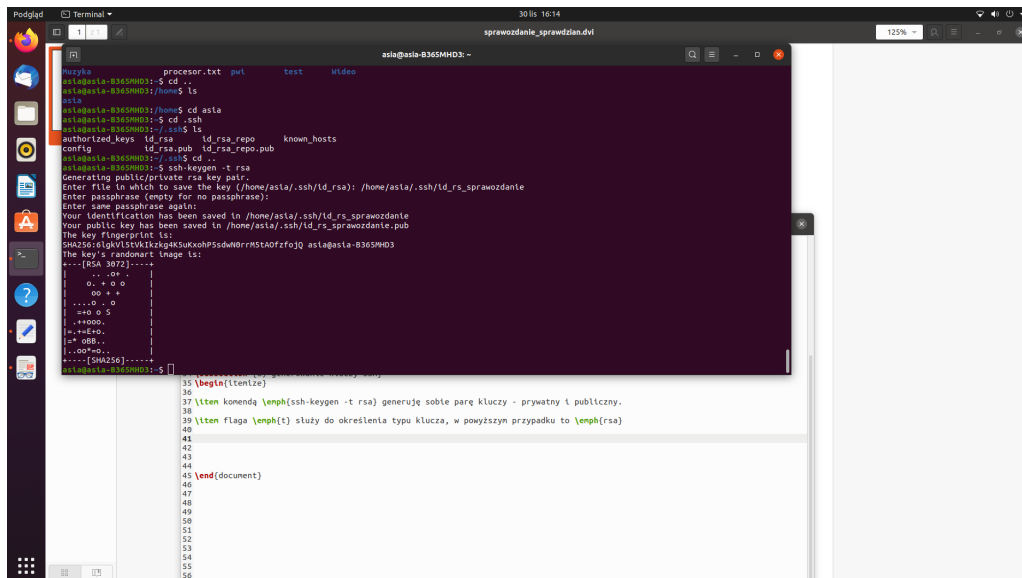 Podgląd
Terminal
30 lis 16:14
1
sprawozdanie_sprawdzian.dvi
125%
asia@asia-B365MHD3: ~
Muzyka procesor.txt pwi test Wideo
asia@asia-B365MHD3:~$ cd ..
asia@asia-B365MHD3:/home$ ls
asia
asia@asia-B365MHD3:/home$ cd asia
asia@asia-B365MHD3:~$ cd .ssh
asia@asia-B365MHD3:~/.ssh$ ls
authorized_keys id_rsa id_rsa_repo known_hosts
config id_rsa.pub id_rsa_repo.pub
asia@asia-B365MHD3:~/.ssh$ cd ..
asia@asia-B365MHD3:~$ ssh-keygen -t rsa
Generating public/private rsa key pair.
Enter file in which to save the key (/home/asia/.ssh/id_rsa): /home/asia/.ssh/id_rs_sprawozdanie
Enter passphrase (empty for no passphrase):
Enter same passphrase again:
Your identification has been saved in /home/asia/.ssh/id_rs_sprawozdanie
Your public key has been saved in /home/asia/.ssh/id_rs_sprawozdanie.pub
The key fingerprint is:
SHA256:6lgkVl5tVkIkzkg4K5uKxohPSsdwN0rrM5tAOfzfojQ asia@asia-B365MHD3
The key's randomart image is:
+---[RSA 3072]----+
| .. .o+ . |
| o. + o o |
| oo + + |
| ....o . o |
| =+o o S |
| .++ooo. |
|=.+=E+o. |
|=* oBB.. |
|..oo*=o.. |
+----[SHA256]-----+
asia@asia-B365MHD3:~$
35 \begin{itemize}
36
37 \item komendą \emph{ssh-keygen -t rsa} generuję sobie parę kluczy - prywatny i publiczny.
38
39 \item flaga \emph{t} służy do określenia typu klucza, w powyższym przypadku to \emph{rsa}
40
41
42
43
44
45 \end{document}
46
47
48
49
50
51
52
53
54
55
56